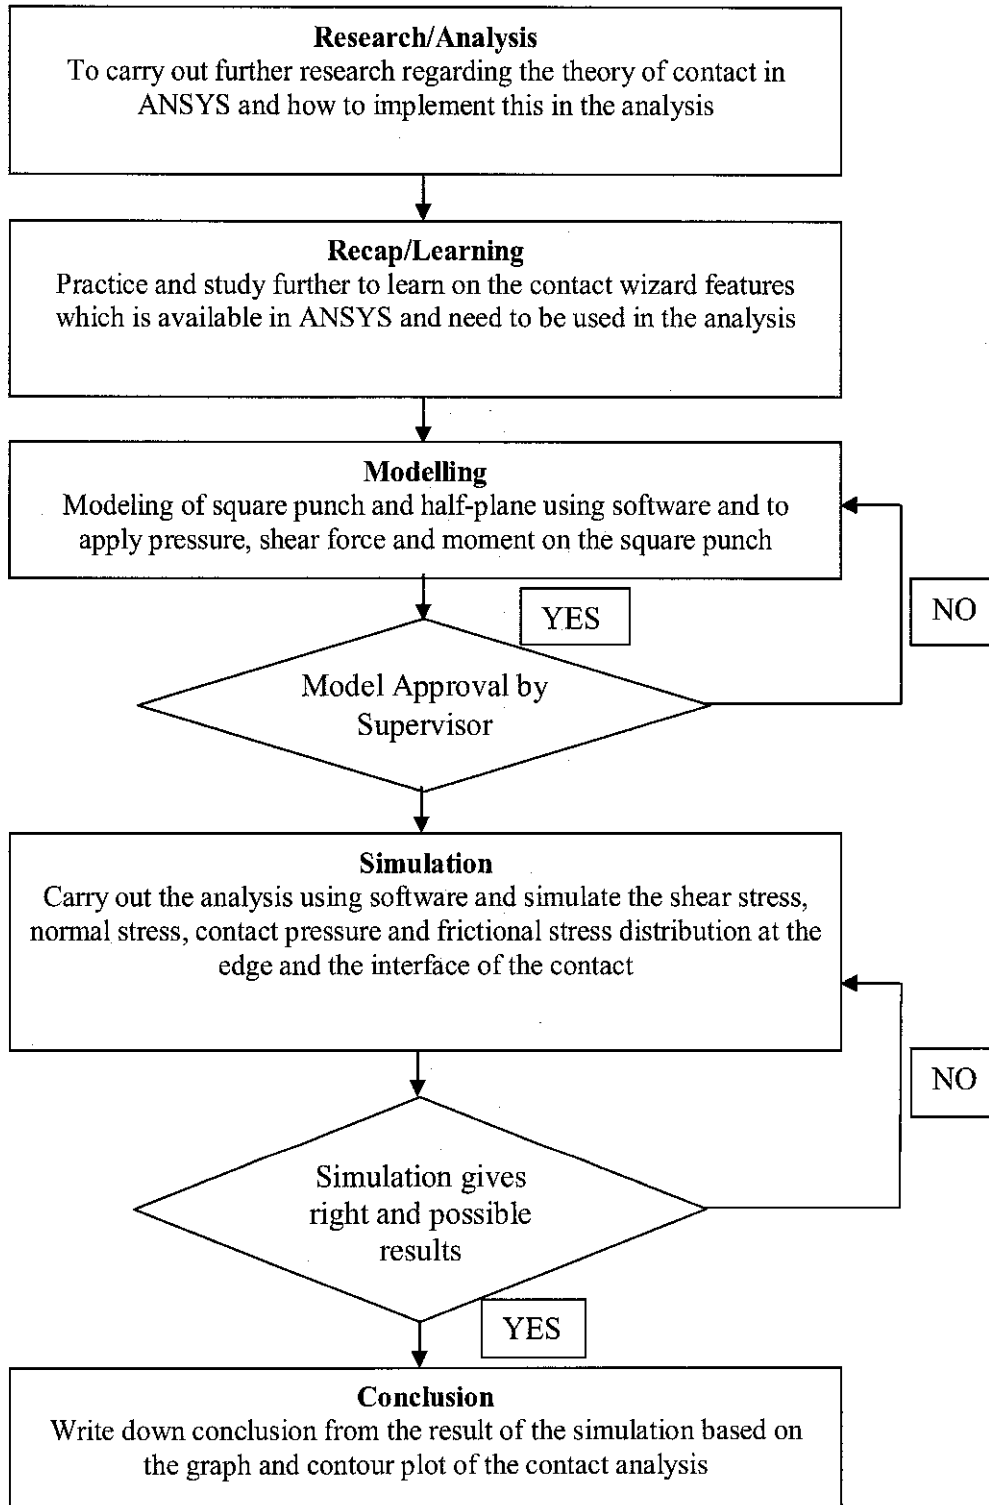 Research/Analysis
To carry out further research regarding the theory of contact in
ANSYS and how to implement this in the analysis
Recap/Learning
Practice and study further to learn on the contact wizard features
which is available in ANSYS and need to be used in the analysis
Modelling
Modeling of square punch and half-plane using software and to
apply pressure, shear force and moment on the square punch
YES
NO
Model Approval by
Supervisor
Simulation
Carry out the analysis using software and simulate the shear stress,
normal stress, contact pressure and frictional stress distribution at the
edge and the interface of the contact
NO
Simulation gives
right and possible
results
YES
Conclusion
Write down conclusion from the result of the simulation based on
the graph and contour plot of the contact analysis